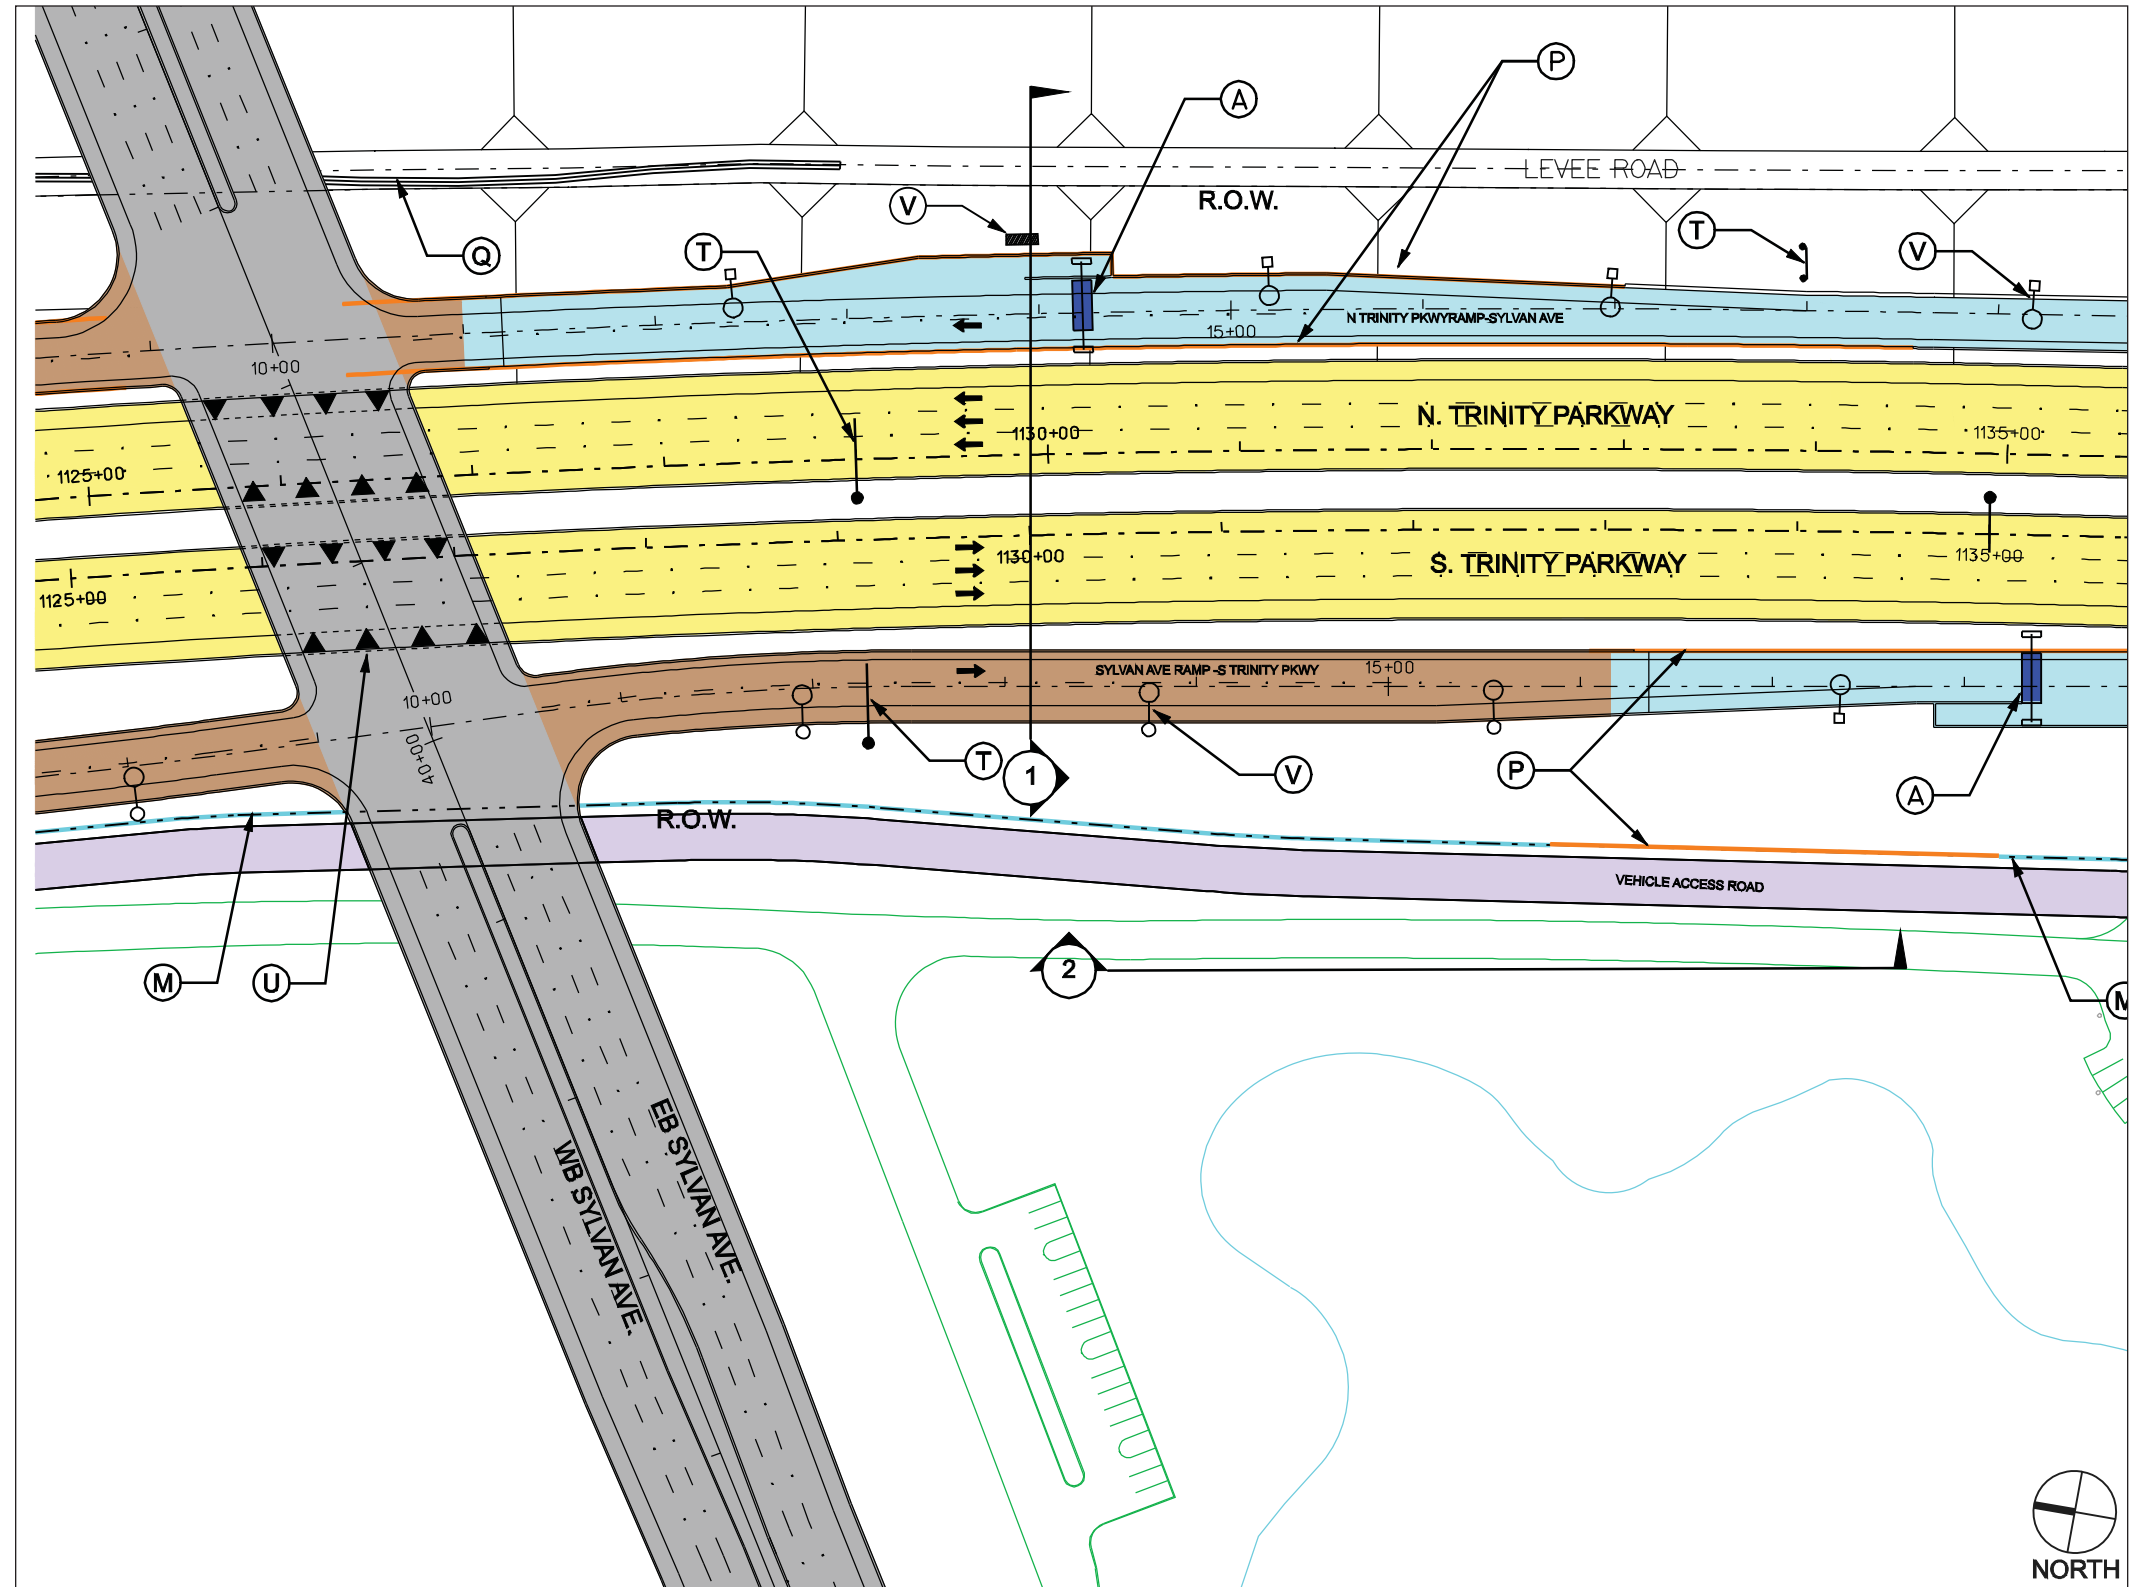 P
A
LEVEE ROAD
R.O.W.
V
T
Q
T
V
N TRINITY PKWYRAMP-SYLVAN AVE
15+00
10+00
N. TRINITY PARKWAY
1130+00
1135+00
1125+00
S. TRINITY PARKWAY
1130+00
1135+00
1125+00
SYLVAN AVE RAMP -S TRINITY PKWY
15+00
10+00
40+00
T
1
V
P
A
R.O.W.
VEHICLE ACCESS ROAD
M
U
2
M
EB SYLVAN AVE.
WB SYLVAN AVE.
NORTH